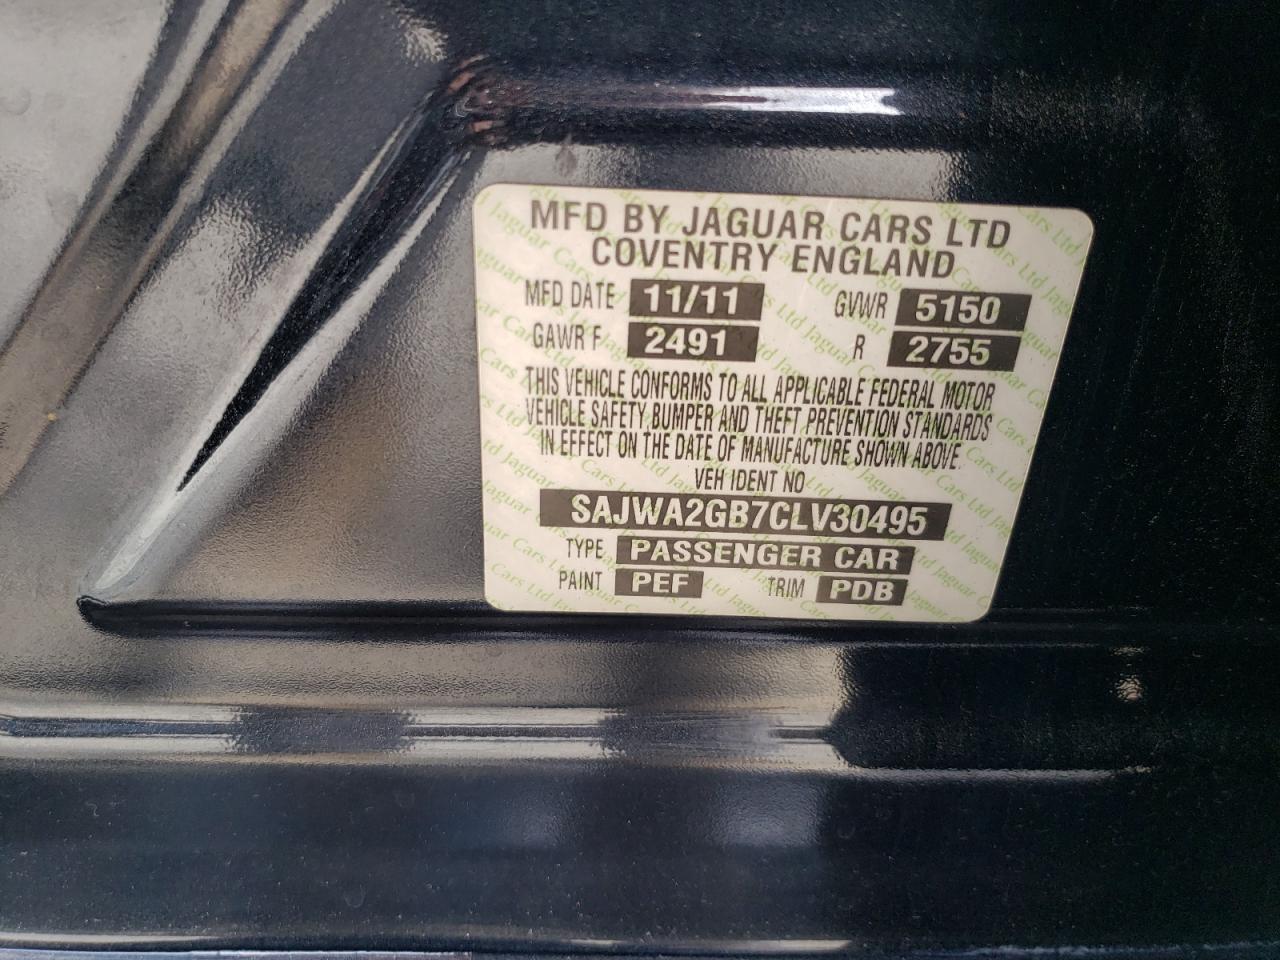 MFD BY JAGUAR CARS LTD
COVENTRY ENGLAND
MFD DATE 11/11 GVWR 5150
GAWR F 2491 R 2755
THIS VEHICLE CONFORMS TO ALL APPLICABLE FEDERAL MOTOR
VEHICLE SAFETY, BUMPER AND THEFT PREVENTION STANDARDS
IN EFFECT ON THE DATE OF MANUFACTURE SHOWN ABOVE.
VEH IDENT NO
SAJWA2GB7CLV30495
TYPE PASSENGER CAR
PAINT PEF TRIM PDB